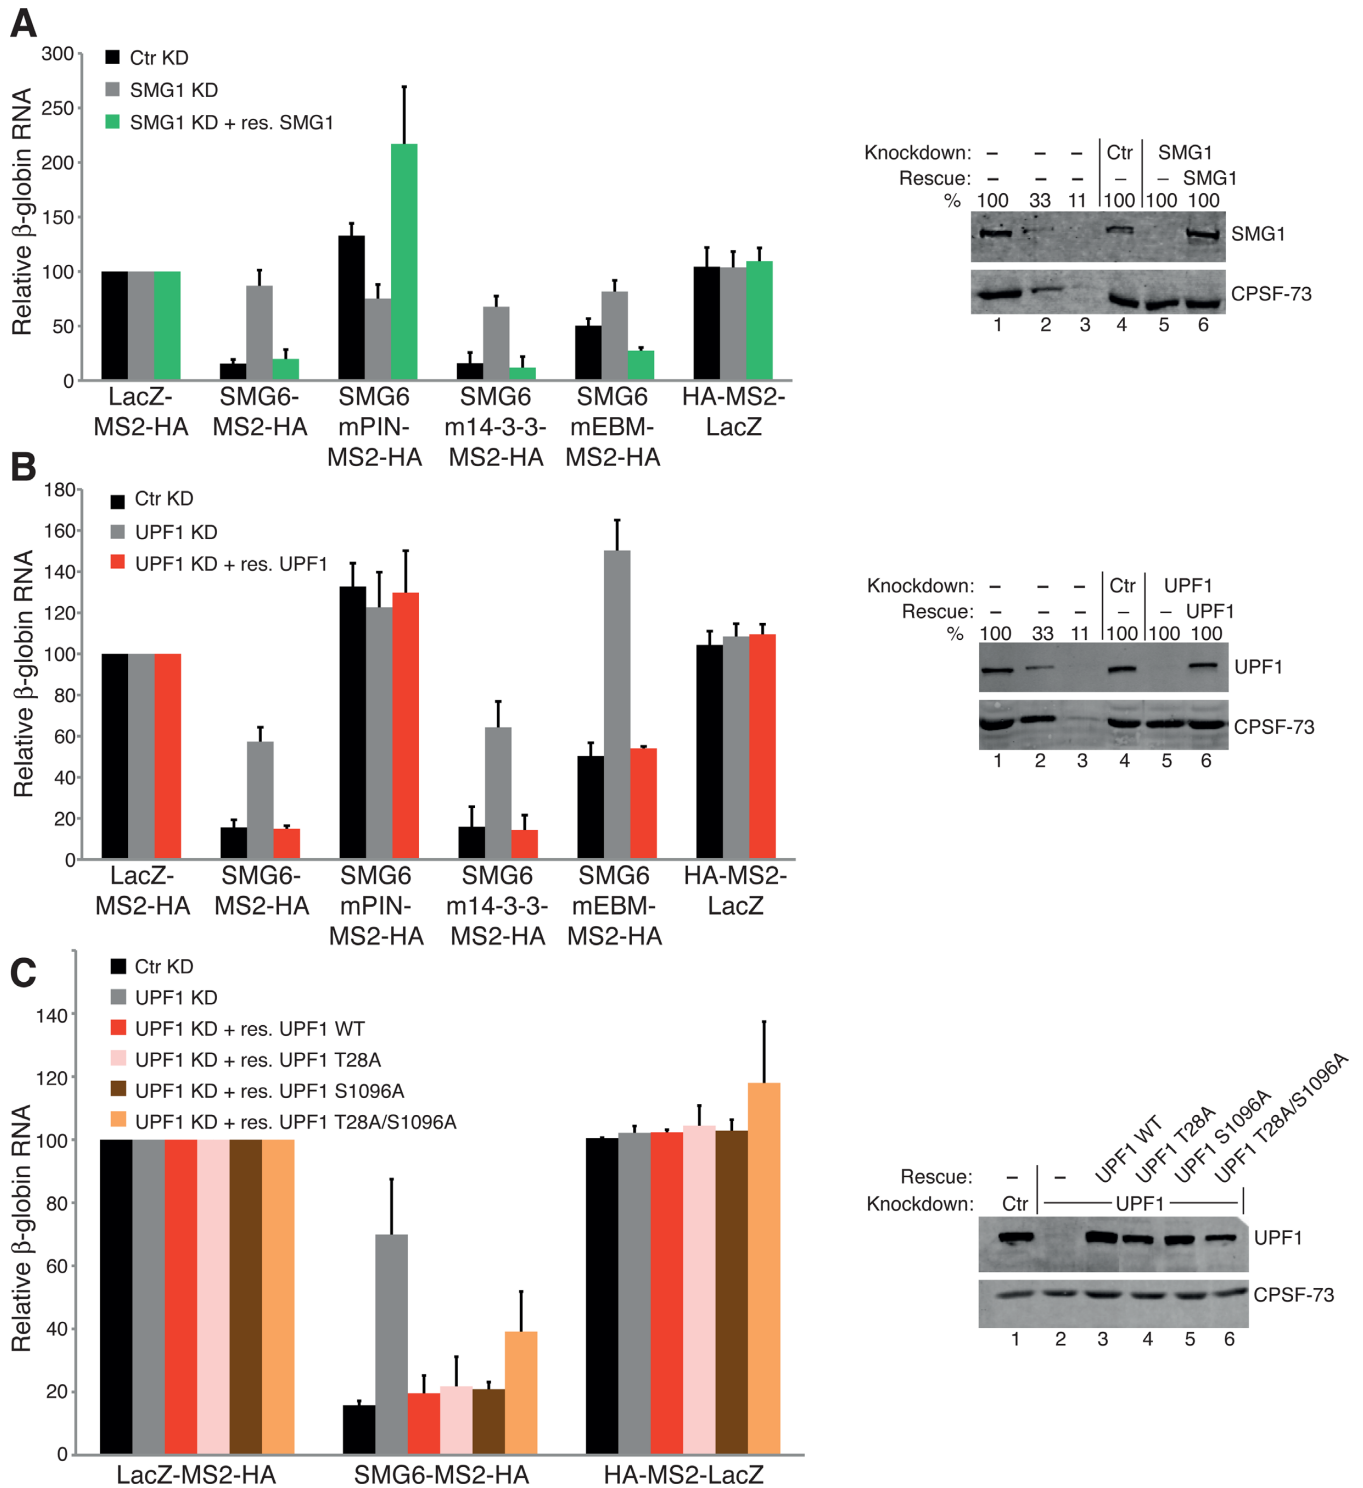 A
Relative β-globin RNA
300
250
200
150
100
50
0
Ctr KD
SMG1 KD
SMG1 KD + res. SMG1
LacZ- SMG6- SMG6 SMG6 SMG6 HA-MS2-
MS2-HA MS2-HA mPIN- m14-3-3- mEBM- LacZ
MS2-HA MS2-HA MS2-HA
Knockdown: – – – Ctr SMG1
Rescue: – – – – – SMG1
% 100 33 11 100 100 100
SMG1
CPSF-73
1 2 3 4 5 6
B
Relative β-globin RNA
180
160
140
120
100
80
60
40
20
0
Ctr KD
UPF1 KD
UPF1 KD + res. UPF1
LacZ- SMG6- SMG6 SMG6 SMG6 HA-MS2-
MS2-HA MS2-HA mPIN- m14-3-3- mEBM- LacZ
MS2-HA MS2-HA MS2-HA
Knockdown: – – – Ctr UPF1
Rescue: – – – – – UPF1
% 100 33 11 100 100 100
UPF1
CPSF-73
1 2 3 4 5 6
C
Relative β-globin RNA
140
120
100
80
60
40
20
0
Ctr KD
UPF1 KD
UPF1 KD + res. UPF1 WT
UPF1 KD + res. UPF1 T28A
UPF1 KD + res. UPF1 S1096A
UPF1 KD + res. UPF1 T28A/S1096A
LacZ-MS2-HA SMG6-MS2-HA HA-MS2-LacZ
UPF1 WT
UPF1 T28A
UPF1 S1096A
UPF1 T28A/S1096A
Rescue: – –
Knockdown: Ctr UPF1
UPF1
CPSF-73
1 2 3 4 5 6